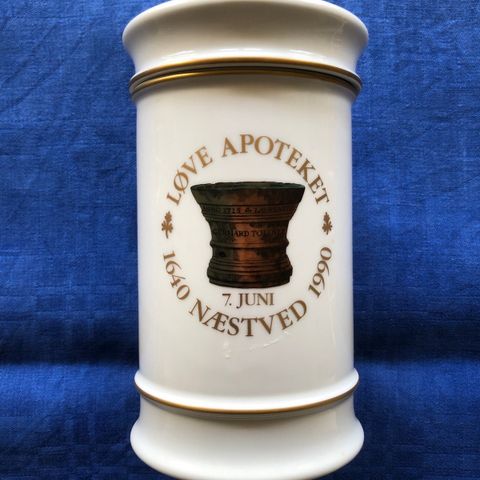 LØVE APOTEKET
7. JUNI
1640 NÆSTVED 1990